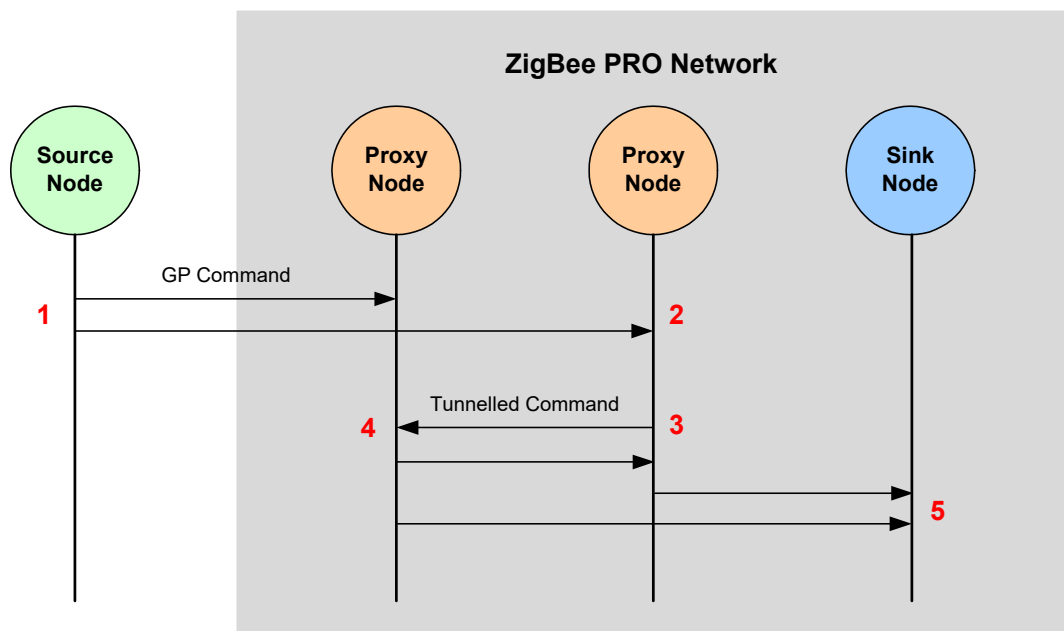 ZigBee PRO Network
Source
Node
Proxy
Node
Proxy
Node
Sink
Node
GP Command
1
2
Tunnelled Command
4
3
5